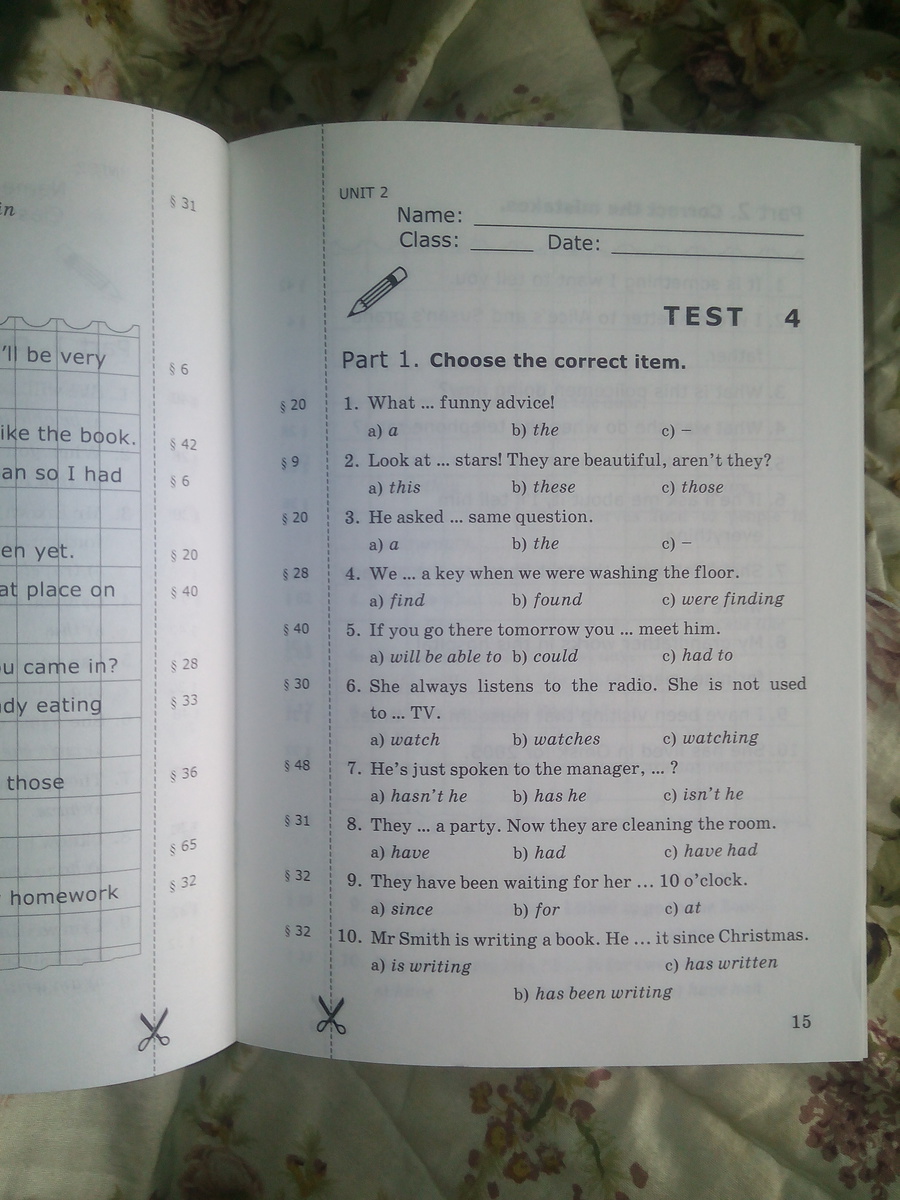 in
§ 31
'll be very
§ 6
ike the book.
§ 42
an so I had
§ 6
en yet.
§ 20
at place on
§ 40
u came in?
§ 28
dy eating
§ 33
those
§ 36
§ 65
homework
§ 32
UNIT 2
Name:
Class: Date:
TEST 4
Part 1. Choose the correct item.
§ 20 1. What ... funny advice!
a) a b) the c) –
§ 9 2. Look at ... stars! They are beautiful, aren't they?
a) this b) these c) those
§ 20 3. He asked ... same question.
a) a b) the c) –
§ 28 4. We ... a key when we were washing the floor.
a) find b) found c) were finding
§ 40 5. If you go there tomorrow you ... meet him.
a) will be able to b) could c) had to
§ 30 6. She always listens to the radio. She is not used
to ... TV.
a) watch b) watches c) watching
§ 48 7. He's just spoken to the manager, ... ?
a) hasn't he b) has he c) isn't he
§ 31 8. They ... a party. Now they are cleaning the room.
a) have b) had c) have had
§ 32 9. They have been waiting for her ... 10 o'clock.
a) since b) for c) at
§ 32 10. Mr Smith is writing a book. He ... it since Christmas.
a) is writing c) has written
b) has been writing
15